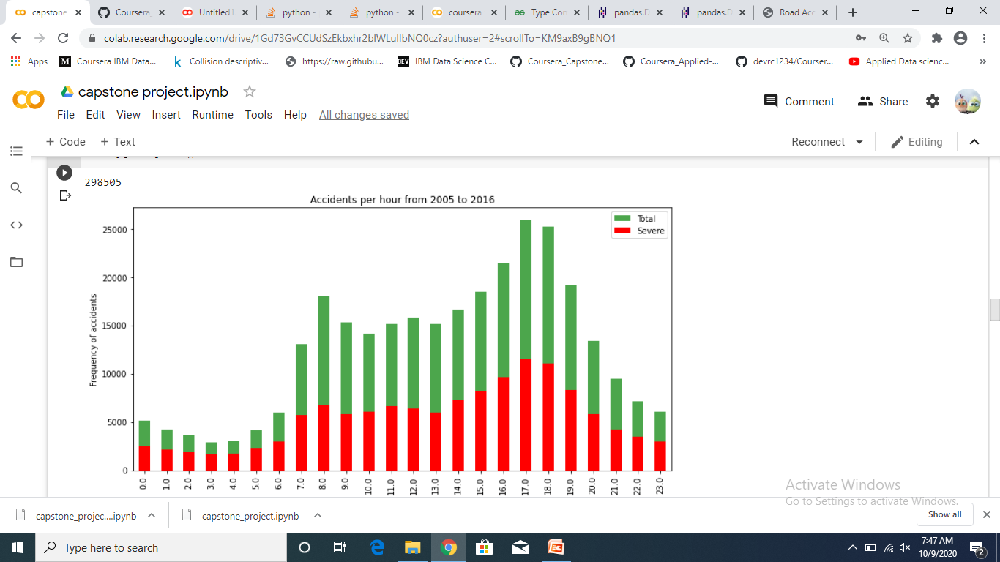 capstone
Coursera_
Untitled1
python -
python -
coursera
Type Con
pandas.D
pandas.D
Road Acc
colab.research.google.com/drive/1Gd73GvCCUdSzEkbxhr2blWLullbNQ0cz?authuser=2#scrollTo=KM9axB9gBNQ1
Apps
Coursera IBM Data...
Collision descriptiv...
https://raw.githubu...
DEV IBM Data Science C...
Coursera_Capstone...
Coursera_Applied-...
devrc1234/Courser...
Applied Data scienc...
»
capstone project.ipynb
Comment
Share
File Edit View Insert Runtime Tools Help All changes saved
+ Code + Text
Reconnect
Editing
298505
Accidents per hour from 2005 to 2016
Total
Severe
Frequency of accidents
25000
20000
15000
10000
5000
0
0.0 1.0 2.0 3.0 4.0 5.0 6.0 7.0 8.0 9.0 10.0 11.0 12.0 13.0 14.0 15.0 16.0 17.0 18.0 19.0 20.0 21.0 22.0 23.0
Activate Windows
Go to Settings to activate Windows.
capstone_projec....ipynb
capstone_project.ipynb
Show all
Type here to search
7:47 AM
10/9/2020
2